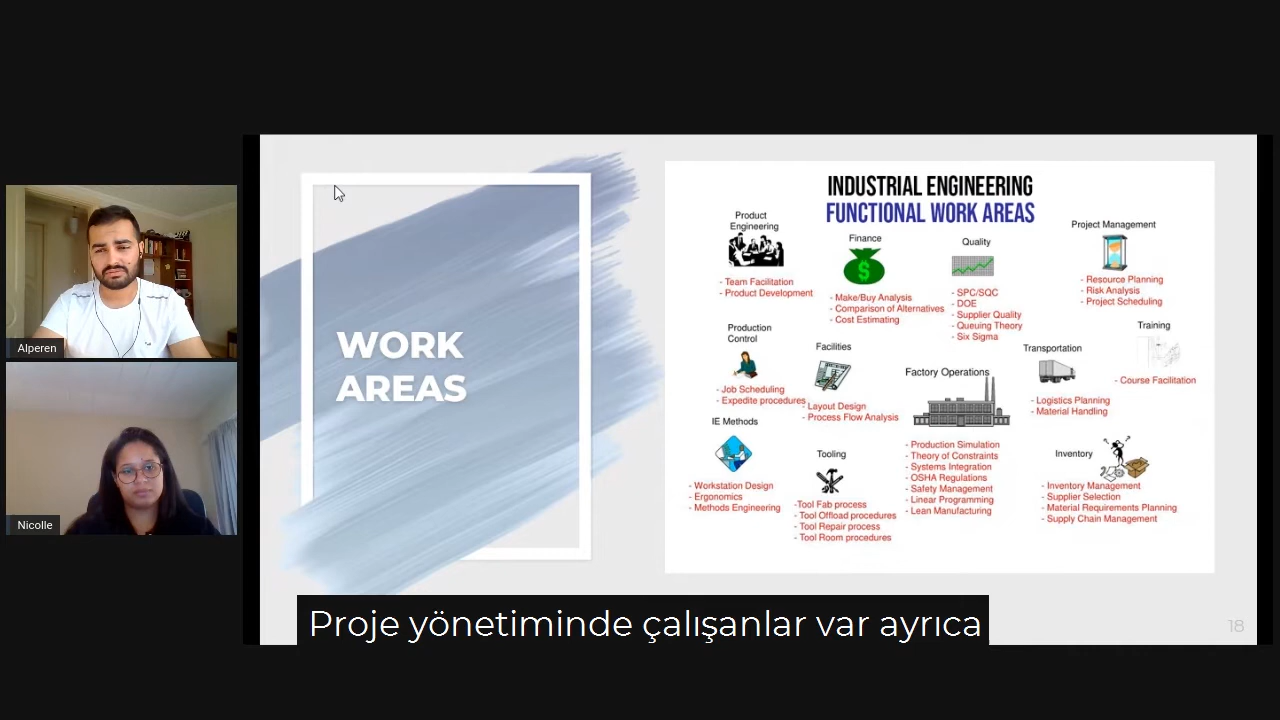 Alperen
Nicolle
WORK
AREAS
INDUSTRIAL ENGINEERING
FUNCTIONAL WORK AREAS
Product
Engineering
- Team Facilitation
- Product Development
Finance
- Make/Buy Analysis
- Comparison of Alternatives
- Cost Estimating
Quality
- SPC/SQC
- DOE
- Supplier Quality
- Queuing Theory
- Six Sigma
Project Management
- Resource Planning
- Risk Analysis
- Project Scheduling
Production
Control
- Job Scheduling
- Expedite procedures
Facilities
- Layout Design
- Process Flow Analysis
Factory Operations
- Production Simulation
- Theory of Constraints
- Systems Integration
- OSHA Regulations
- Safety Management
- Linear Programming
- Lean Manufacturing
Transportation
- Logistics Planning
- Material Handling
Training
- Course Facilitation
IE Methods
- Workstation Design
- Ergonomics
- Methods Engineering
Tooling
-Tool Fab process
- Tool Offload procedures
- Tool Repair process
- Tool Room procedures
Inventory
- Inventory Management
- Supplier Selection
- Material Requirements Planning
- Supply Chain Management
Proje yönetiminde çalışanlar var ayrıca
18